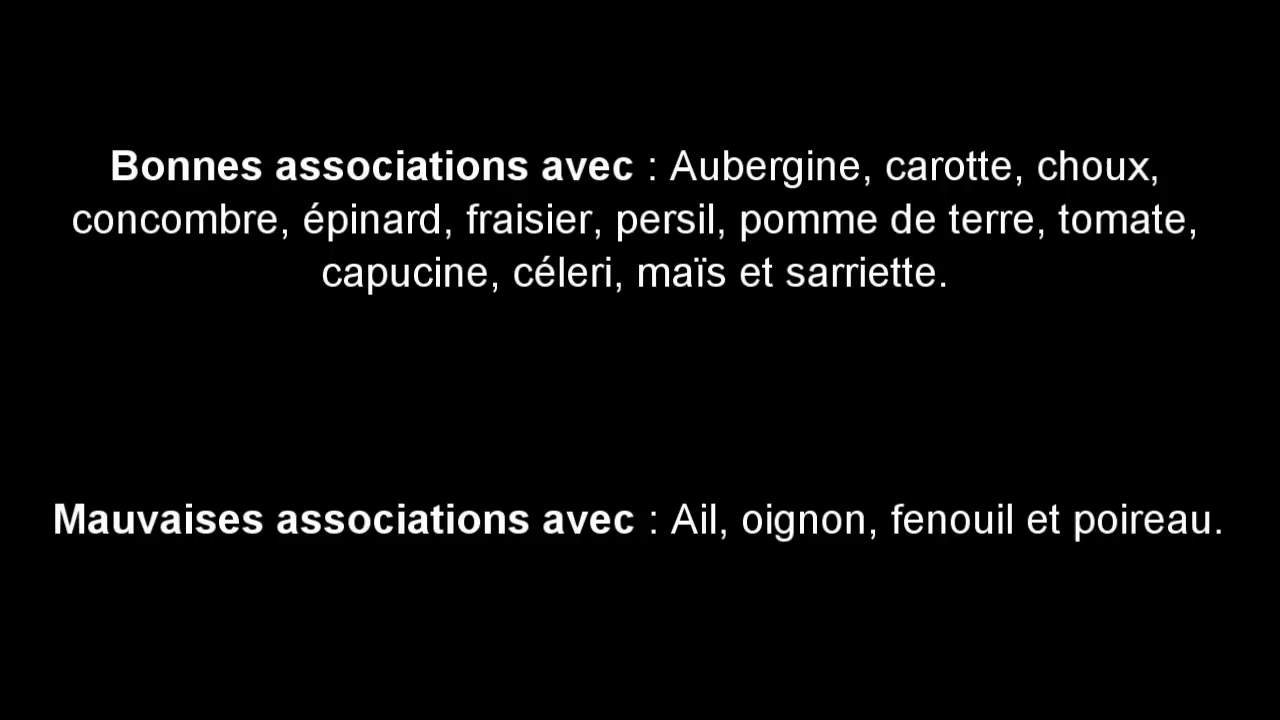 Bonnes associations avec : Aubergine, carotte, choux,
concombre, épinard, fraisier, persil, pomme de terre, tomate,
capucine, céleri, maïs et sarriette.
Mauvaises associations avec : Ail, oignon, fenouil et poireau.